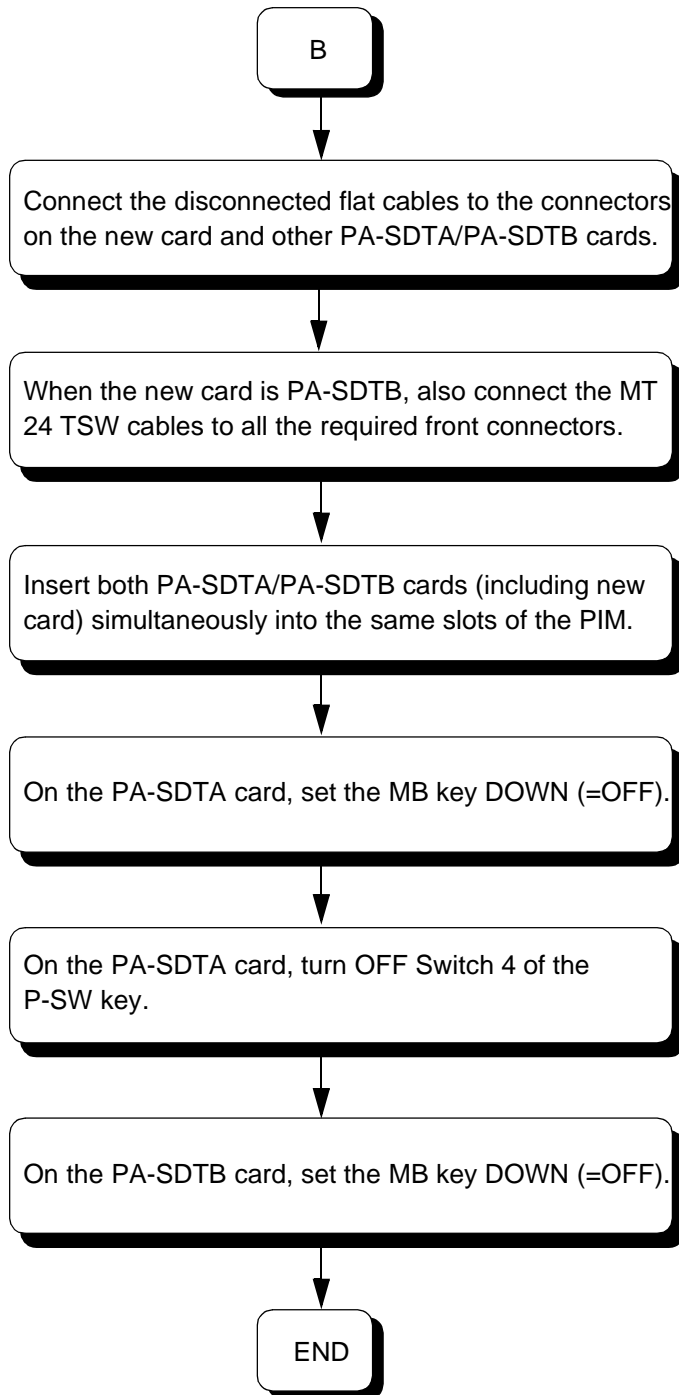 B
Connect the disconnected flat cables to the connectors
on the new card and other PA-SDTA/PA-SDTB cards.
When the new card is PA-SDTB, also connect the MT
24 TSW cables to all the required front connectors.
Insert both PA-SDTA/PA-SDTB cards (including new
card) simultaneously into the same slots of the PIM.
On the PA-SDTA card, set the MB key DOWN (=OFF).
On the PA-SDTA card, turn OFF Switch 4 of the
P-SW key.
On the PA-SDTB card, set the MB key DOWN (=OFF).
END